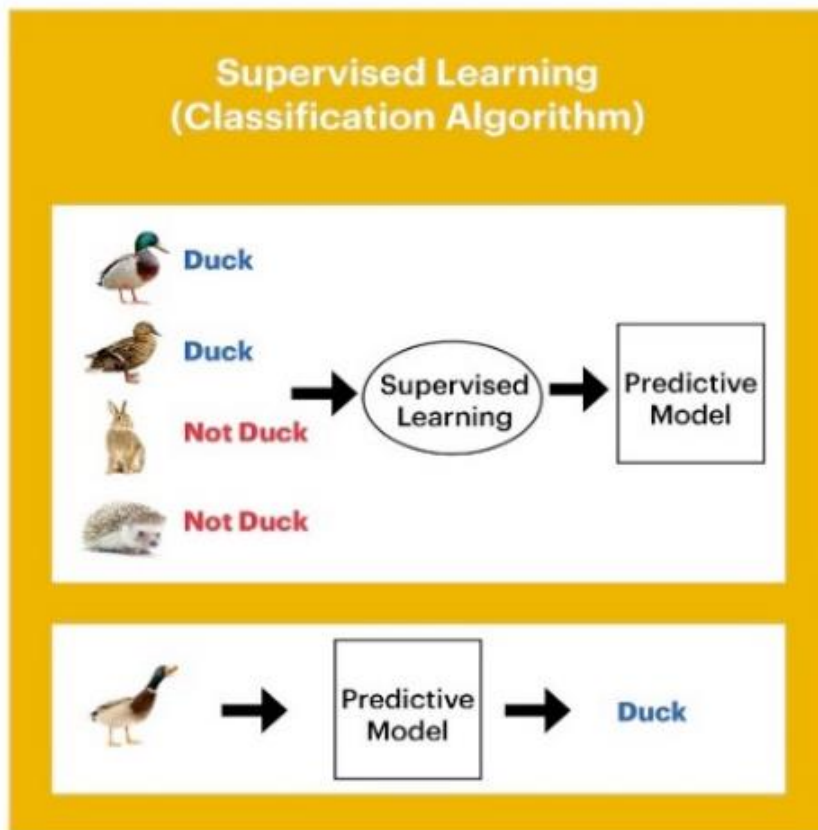 Supervised Learning
(Classification Algorithm)
Duck
Duck
Not Duck
Not Duck
Supervised
Learning
Predictive
Model
Predictive
Model
Duck